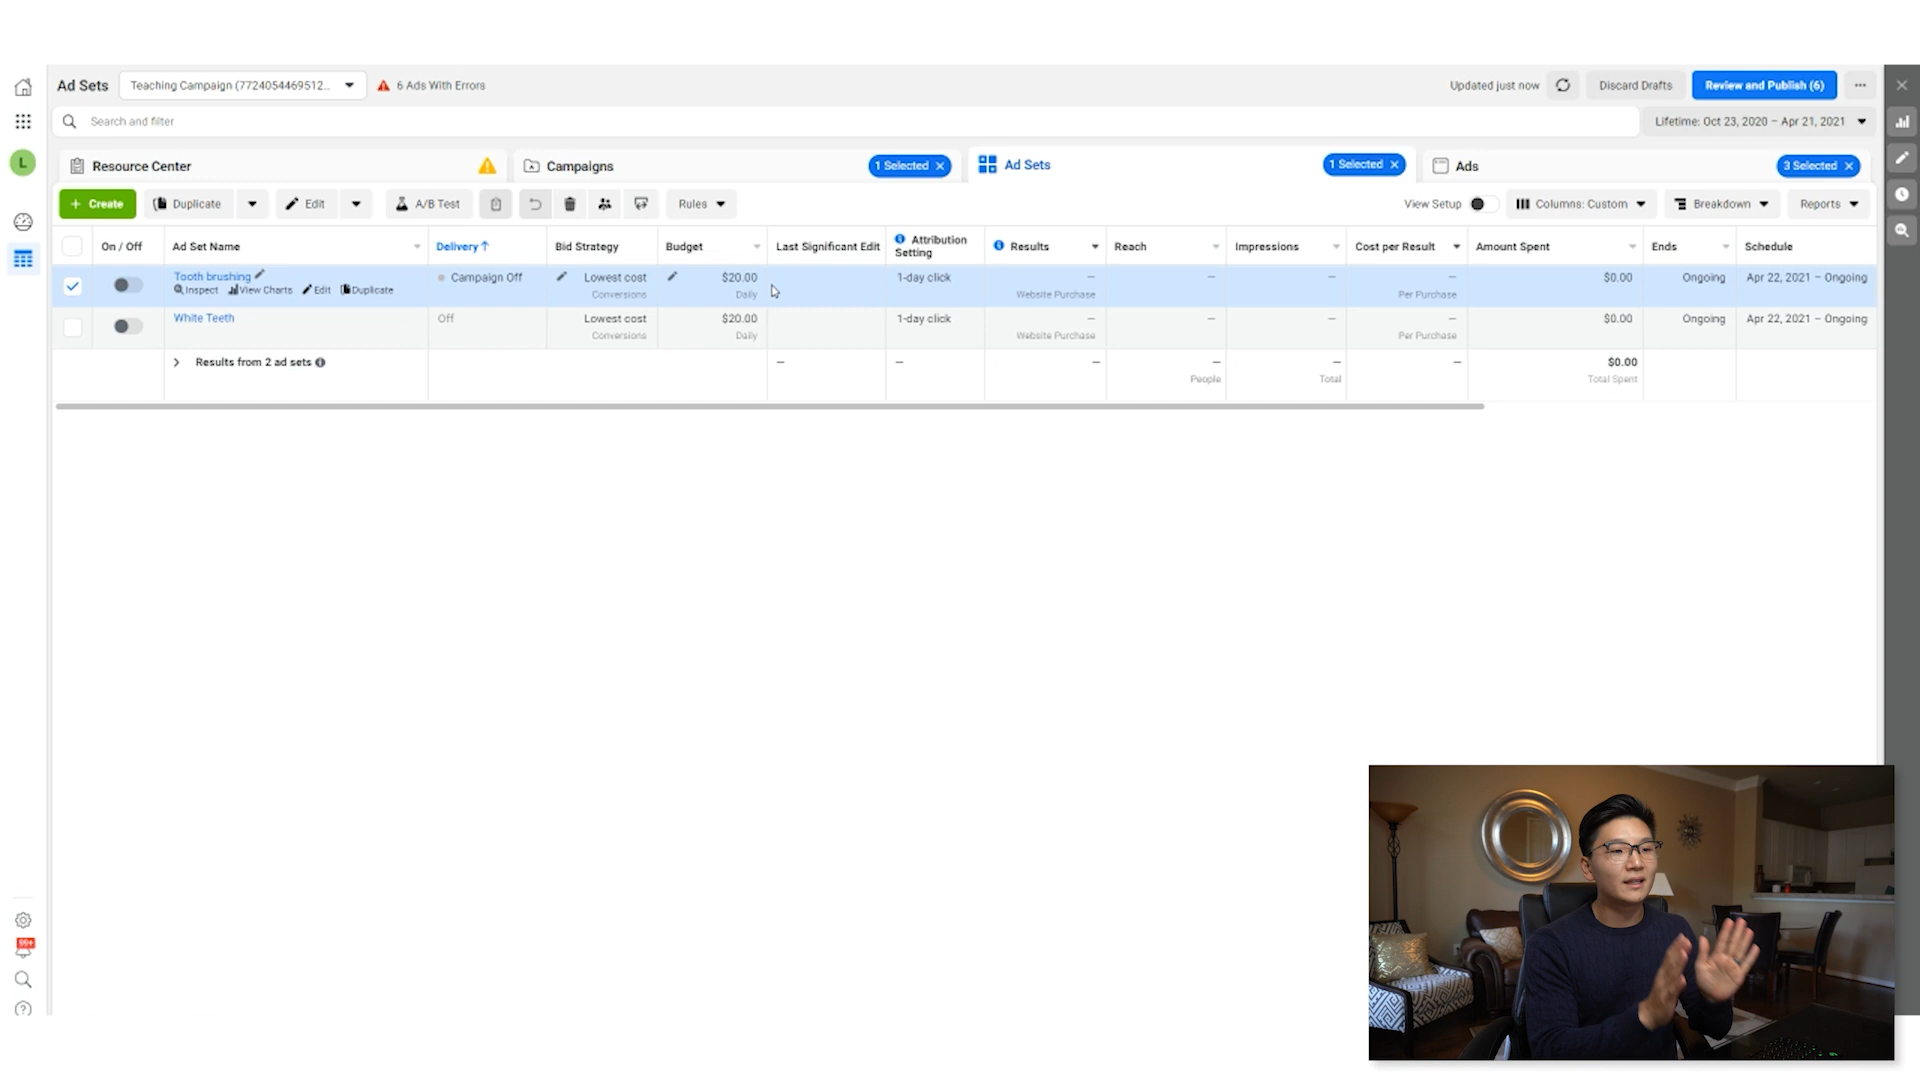 Ad Sets
Teaching Campaign (7724054469512...
6 Ads With Errors
Updated just now
Discard Drafts
Review and Publish (6)
Search and filter
Lifetime: Oct 23, 2020 – Apr 21, 2021
L
Resource Center
Campaigns
1 Selected
Ad Sets
1 Selected
Ads
3 Selected
+ Create
Duplicate
Edit
A/B Test
Rules
View Setup
Columns: Custom
Breakdown
Reports
On / Off
Ad Set Name
Delivery
Bid Strategy
Budget
Last Significant Edit
Attribution Setting
Results
Reach
Impressions
Cost per Result
Amount Spent
Ends
Schedule
Tooth brushing
Campaign Off
Lowest cost
$20.00
1-day click
—
—
—
—
$0.00
Ongoing
Apr 22, 2021 – Ongoing
Inspect
View Charts
Edit
Duplicate
Conversions
Daily
Website Purchase
Per Purchase
White Teeth
Off
Lowest cost
$20.00
1-day click
—
—
—
—
$0.00
Ongoing
Apr 22, 2021 – Ongoing
Conversions
Daily
Website Purchase
Per Purchase
Results from 2 ad sets
—
—
—
—
—
—
$0.00
People
Total
Total Spent
99+